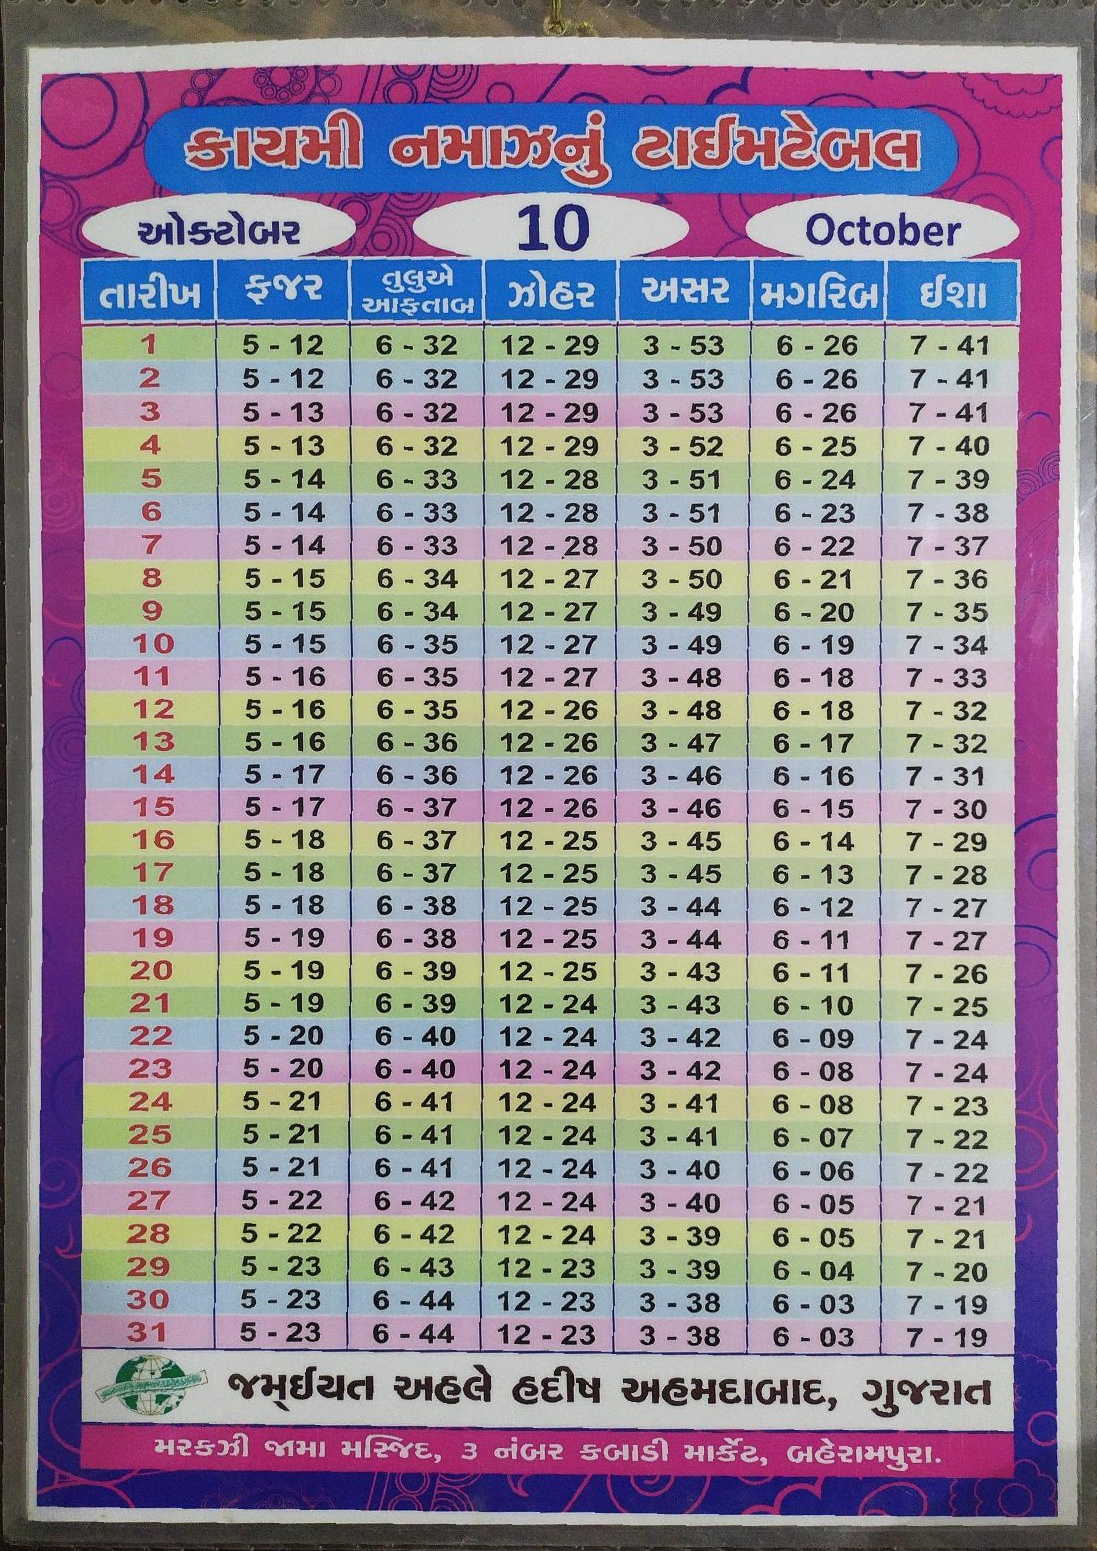 કાયમી નમાઝનું ટાઈમટેબલ
ઓક્ટોબર 10 October
તારીખ ફજર તુલુએ આફતાબ ઝોહર અસર મગરિબ ઈશા
1 5 - 12 6 - 32 12 - 29 3 - 53 6 - 26 7 - 41
2 5 - 12 6 - 32 12 - 29 3 - 53 6 - 26 7 - 41
3 5 - 13 6 - 32 12 - 29 3 - 53 6 - 26 7 - 41
4 5 - 13 6 - 32 12 - 29 3 - 52 6 - 25 7 - 40
5 5 - 14 6 - 33 12 - 28 3 - 51 6 - 24 7 - 39
6 5 - 14 6 - 33 12 - 28 3 - 51 6 - 23 7 - 38
7 5 - 14 6 - 33 12 - 28 3 - 50 6 - 22 7 - 37
8 5 - 15 6 - 34 12 - 27 3 - 50 6 - 21 7 - 36
9 5 - 15 6 - 34 12 - 27 3 - 49 6 - 20 7 - 35
10 5 - 15 6 - 35 12 - 27 3 - 49 6 - 19 7 - 34
11 5 - 16 6 - 35 12 - 27 3 - 48 6 - 18 7 - 33
12 5 - 16 6 - 35 12 - 26 3 - 48 6 - 18 7 - 32
13 5 - 16 6 - 36 12 - 26 3 - 47 6 - 17 7 - 32
14 5 - 17 6 - 36 12 - 26 3 - 46 6 - 16 7 - 31
15 5 - 17 6 - 37 12 - 26 3 - 46 6 - 15 7 - 30
16 5 - 18 6 - 37 12 - 25 3 - 45 6 - 14 7 - 29
17 5 - 18 6 - 37 12 - 25 3 - 45 6 - 13 7 - 28
18 5 - 18 6 - 38 12 - 25 3 - 44 6 - 12 7 - 27
19 5 - 19 6 - 38 12 - 25 3 - 44 6 - 11 7 - 27
20 5 - 19 6 - 39 12 - 25 3 - 43 6 - 11 7 - 26
21 5 - 19 6 - 39 12 - 24 3 - 43 6 - 10 7 - 25
22 5 - 20 6 - 40 12 - 24 3 - 42 6 - 09 7 - 24
23 5 - 20 6 - 40 12 - 24 3 - 42 6 - 08 7 - 24
24 5 - 21 6 - 41 12 - 24 3 - 41 6 - 08 7 - 23
25 5 - 21 6 - 41 12 - 24 3 - 41 6 - 07 7 - 22
26 5 - 21 6 - 41 12 - 24 3 - 40 6 - 06 7 - 22
27 5 - 22 6 - 42 12 - 24 3 - 40 6 - 05 7 - 21
28 5 - 22 6 - 42 12 - 24 3 - 39 6 - 05 7 - 21
29 5 - 23 6 - 43 12 - 23 3 - 39 6 - 04 7 - 20
30 5 - 23 6 - 44 12 - 23 3 - 38 6 - 03 7 - 19
31 5 - 23 6 - 44 12 - 23 3 - 38 6 - 03 7 - 19
જમ્ઈયત અહલે હદીષ અહમદાબાદ, ગુજરાત
મરકઝી જામા મસ્જિદ, ૩ નંબર કબાડી માર્કેટ, બહેરામપુરા.